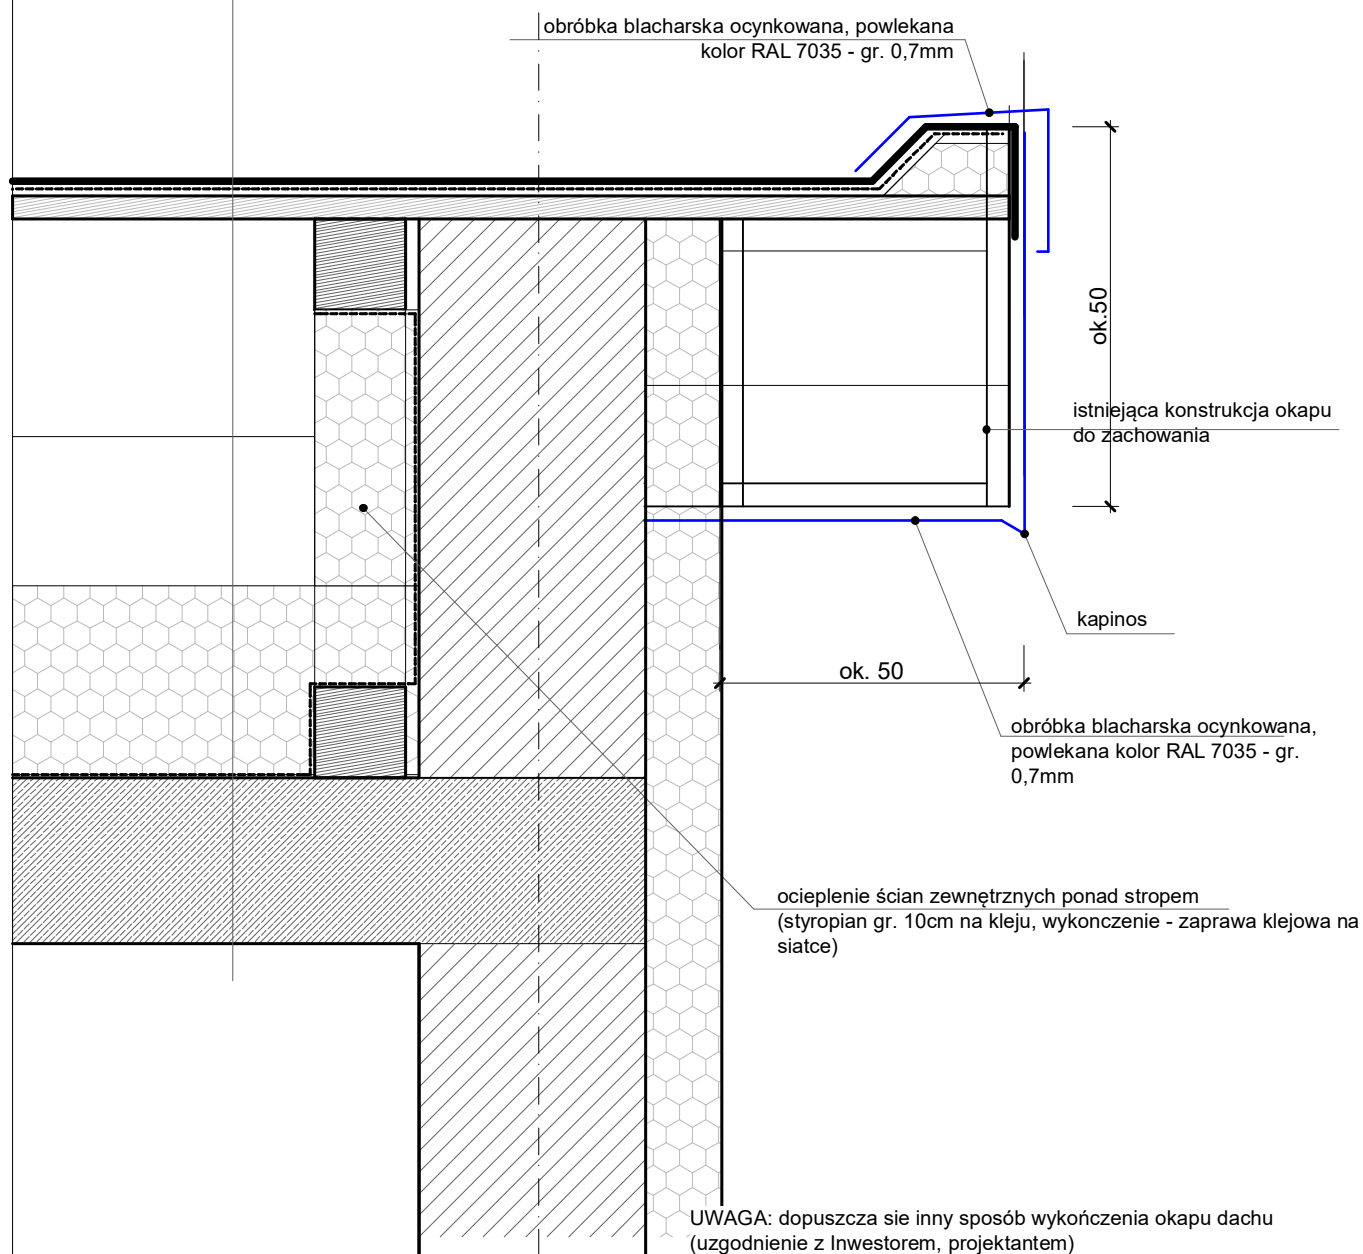 obróbka blacharska ocynkowana, powlekana
kolor RAL 7035 - gr. 0,7mm
ok.50
istniejąca konstrukcja okapu
do zachowania
kapinos
ok. 50
obróbka blacharska ocynkowana,
powlekana kolor RAL 7035 - gr.
0,7mm
ocieplenie ścian zewnętrznych ponad stropem
(styropian gr. 10cm na kleju, wykonczenie - zaprawa klejowa na
siatce)
UWAGA: dopuszcza sie inny sposób wykończenia okapu dachu
(uzgodnienie z Inwestorem, projektantem)